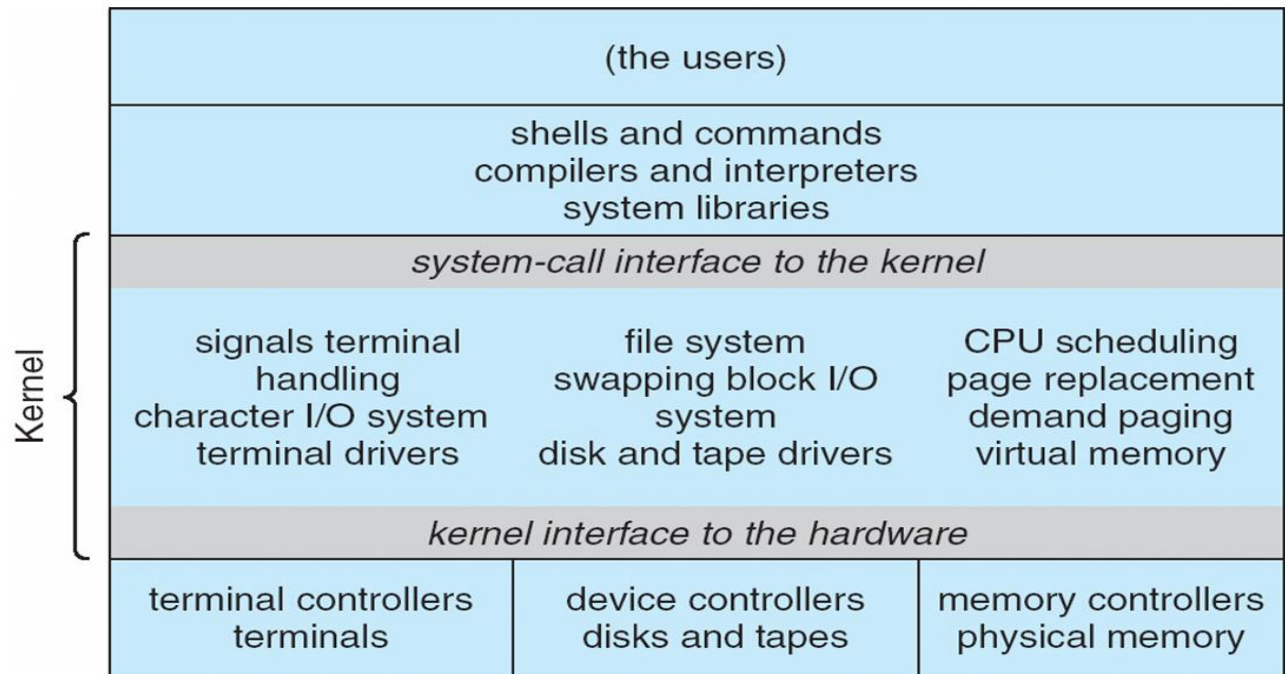 (the users)
shells and commands
compilers and interpreters
system libraries
Kernel
system-call interface to the kernel
signals terminal
handling
character I/O system
terminal drivers
file system
swapping block I/O
system
disk and tape drivers
CPU scheduling
page replacement
demand paging
virtual memory
kernel interface to the hardware
terminal controllers
terminals
device controllers
disks and tapes
memory controllers
physical memory